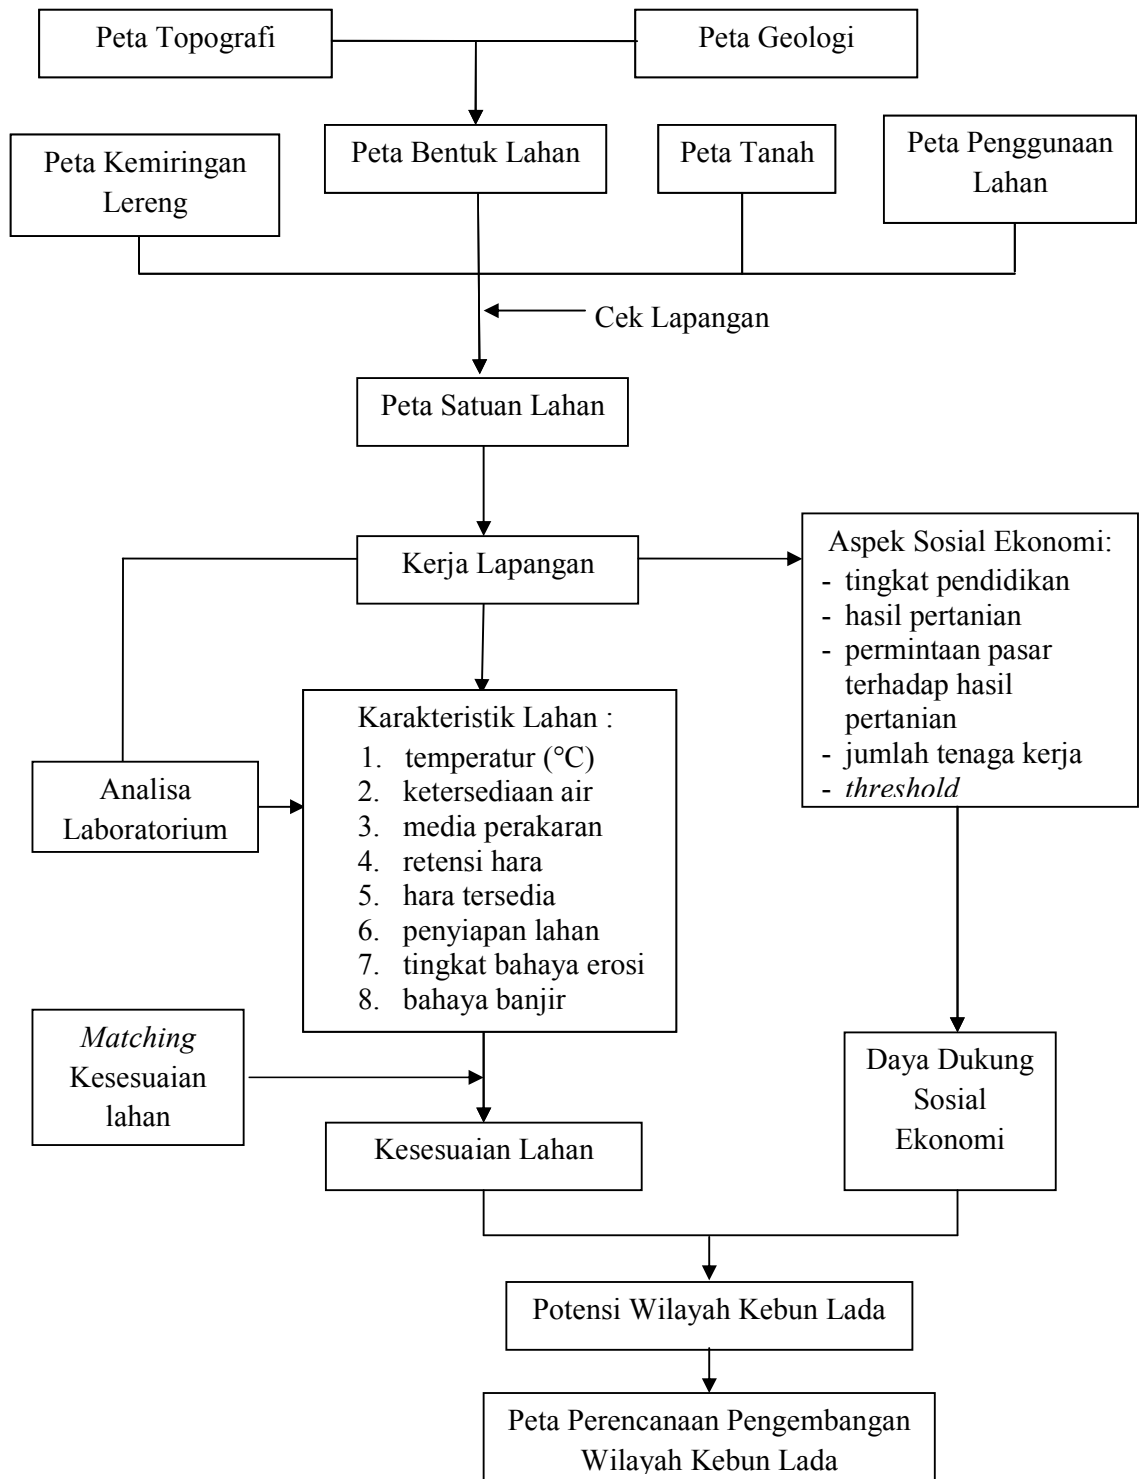 Peta Topografi
Peta Geologi
Peta Kemiringan
Lereng
Peta Bentuk Lahan
Peta Tanah
Peta Penggunaan
Lahan
Cek Lapangan
Peta Satuan Lahan
Kerja Lapangan
Aspek Sosial Ekonomi:
- tingkat pendidikan
- hasil pertanian
- permintaan pasar
terhadap hasil
pertanian
- jumlah tenaga kerja
- threshold
Analisa
Laboratorium
Karakteristik Lahan :
1. temperatur (°C)
2. ketersediaan air
3. media perakaran
4. retensi hara
5. hara tersedia
6. penyiapan lahan
7. tingkat bahaya erosi
8. bahaya banjir
Matching
Kesesuaian
lahan
Daya Dukung
Sosial
Ekonomi
Kesesuaian Lahan
Potensi Wilayah Kebun Lada
Peta Perencanaan Pengembangan
Wilayah Kebun Lada